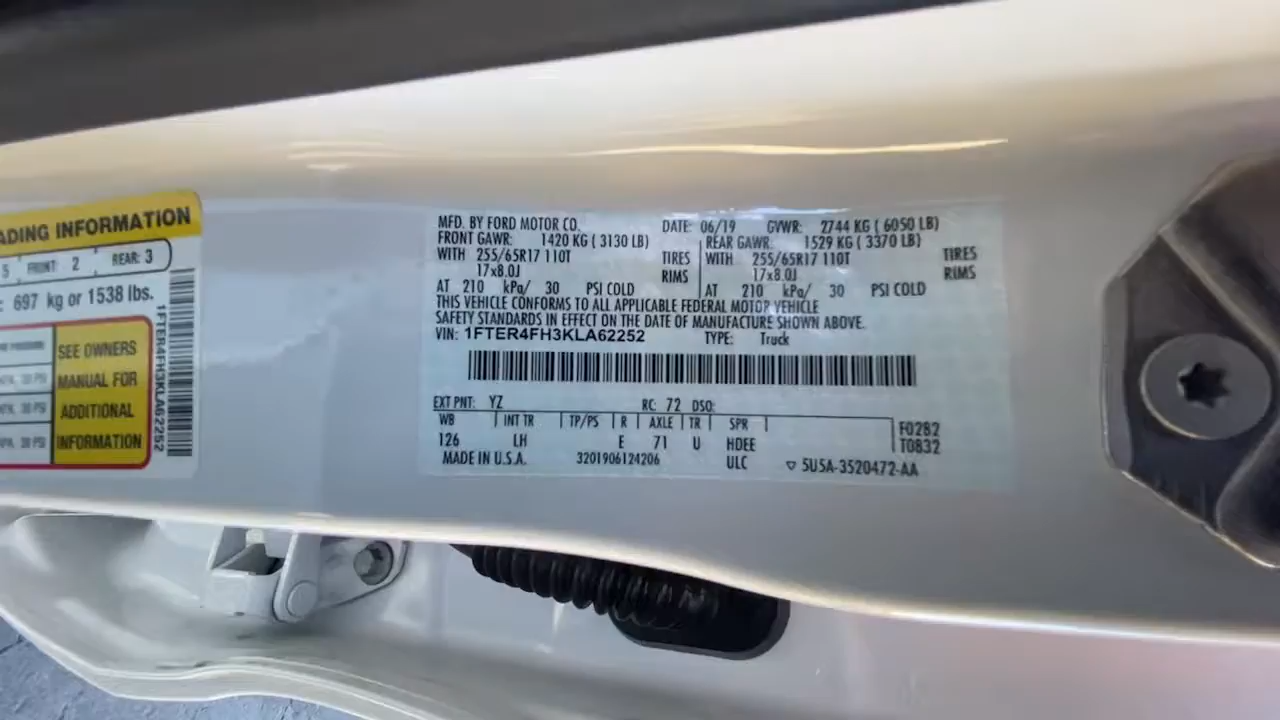 ADING INFORMATION
5 FRONT: 2 REAR: 3
697 kg or 1538 lbs.
SEE OWNERS
MANUAL FOR
ADDITIONAL
INFORMATION
1FTER4FH3KLA62252
MFD. BY FORD MOTOR CO. DATE: 06/19 GVWR: 2744 KG ( 6050 LB)
FRONT GAWR: 1420 KG ( 3130 LB) REAR GAWR: 1529 KG ( 3370 LB)
WITH 255/65R17 110T TIRES WITH 255/65R17 110T TIRES
17x8.0J RIMS 17x8.0J RIMS
AT 210 kPa/ 30 PSI COLD AT 210 kPa/ 30 PSI COLD
THIS VEHICLE CONFORMS TO ALL APPLICABLE FEDERAL MOTOR VEHICLE
SAFETY STANDARDS IN EFFECT ON THE DATE OF MANUFACTURE SHOWN ABOVE.
VIN: 1FTER4FH3KLA62252 TYPE: Truck
EXT PNT: YZ RC: 72 DSO:
WB INT TR TP/PS R AXLE TR SPR F0282
126 LH E 71 U HDEE T0832
MADE IN U.S.A. 3201906124206 ULC ▽ 5U5A-3520472-AA